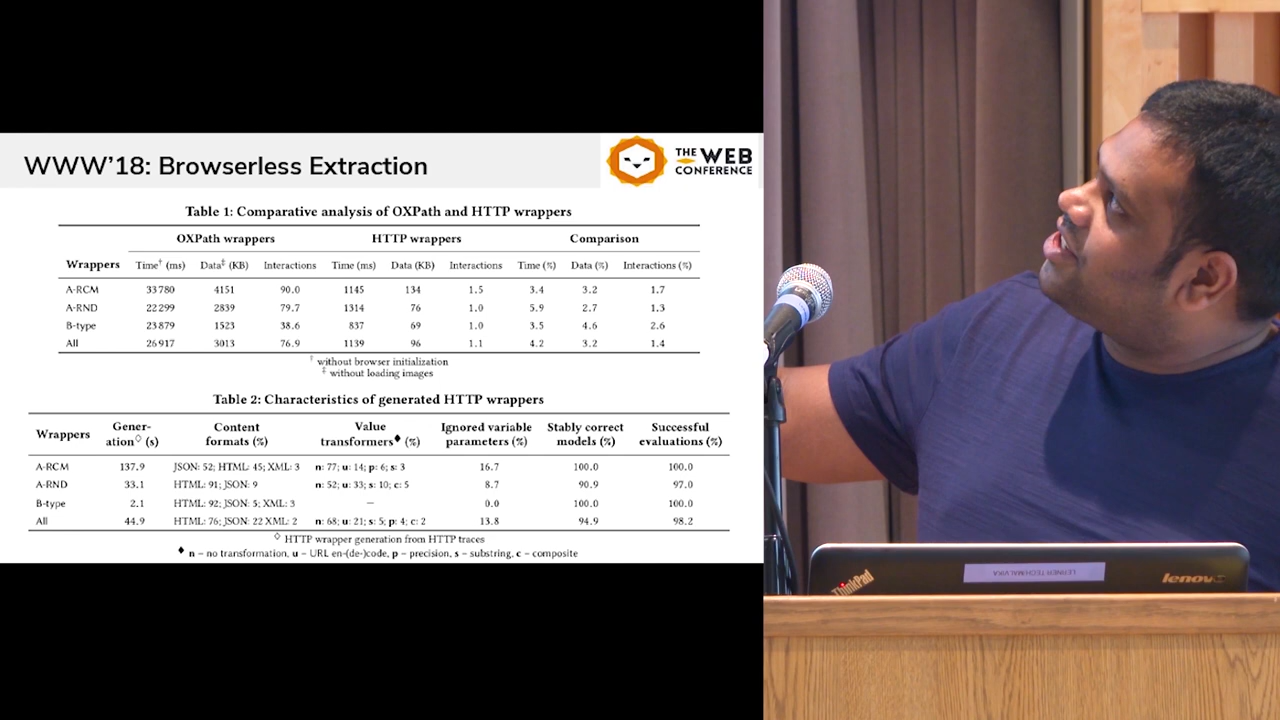 WWW'18: Browserless Extraction
THE WEB
CONFERENCE
Table 1: Comparative analysis of OXPath and HTTP wrappers
OXPath wrappers HTTP wrappers Comparison
Wrappers Time† (ms) Data‡ (KB) Interactions Time (ms) Data (KB) Interactions Time (%) Data (%) Interactions (%)
A-RCM 33 780 4151 90.0 1145 134 1.5 3.4 3.2 1.7
A-RND 22 299 2839 79.7 1314 76 1.0 5.9 2.7 1.3
B-type 23 879 1523 38.6 837 69 1.0 3.5 4.6 2.6
All 26 917 3013 76.9 1139 96 1.1 4.2 3.2 1.4
† without browser initialization
‡ without loading images
Table 2: Characteristics of generated HTTP wrappers
Wrappers Gener- Content Value Ignored variable Stably correct Successful
ation◇ (s) formats (%) transformers♦ (%) parameters (%) models (%) evaluations (%)
A-RCM 137.9 JSON: 52; HTML: 45; XML: 3 n: 77; u: 14; p: 6; s: 3 16.7 100.0 100.0
A-RND 33.1 HTML: 91; JSON: 9 n: 52; u: 33; s: 10; c: 5 8.7 90.9 97.0
B-type 2.1 HTML: 92; JSON: 5; XML: 3 — 0.0 100.0 100.0
All 44.9 HTML: 76; JSON: 22 XML: 2 n: 68; u: 21; s: 5; p: 4; c: 2 13.8 94.9 98.2
◇ HTTP wrapper generation from HTTP traces
♦ n – no transformation, u – URL en-(de-)code, p – precision, s – substring, c – composite
ThinkPad
lenovo